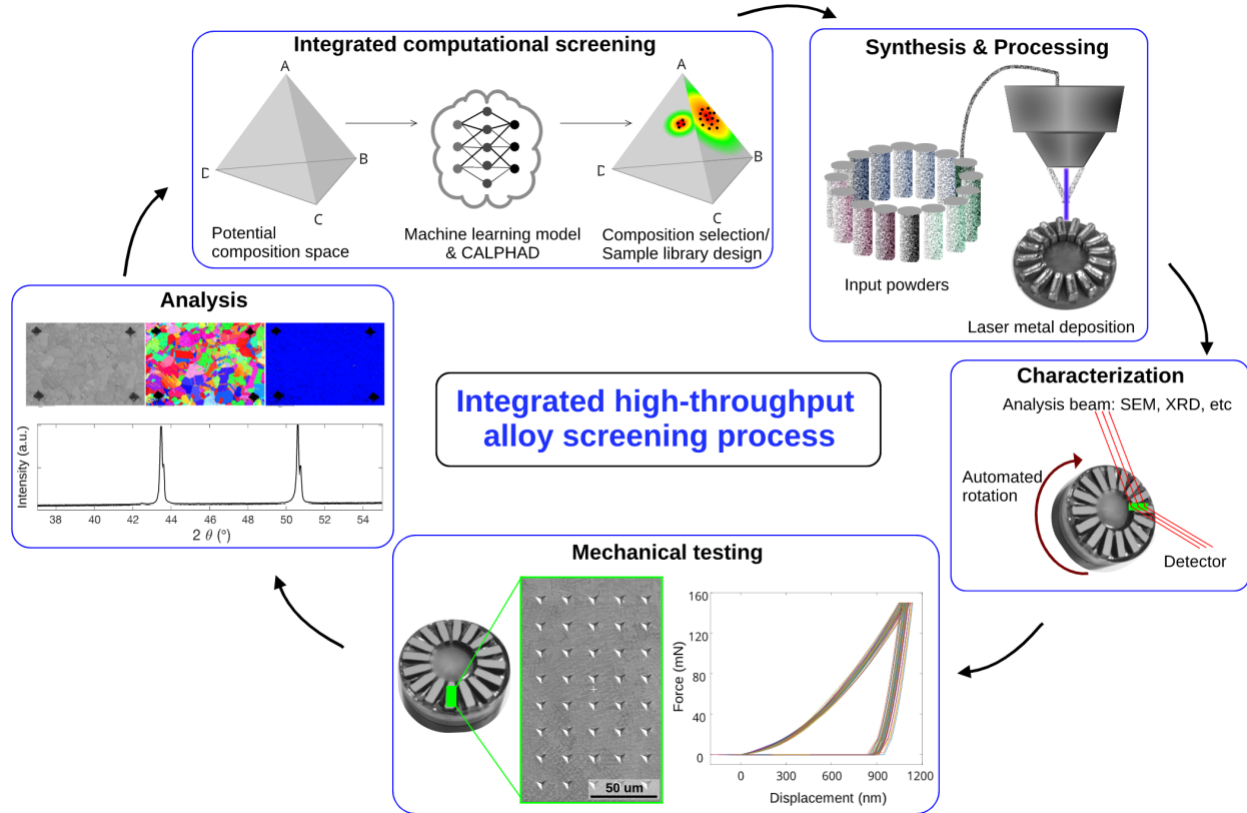 Integrated computational screening
A
B
C
D
Potential
composition space
Machine learning model
& CALPHAD
A
B
C
D
Composition selection/
Sample library design
Synthesis & Processing
Input powders
Laser metal deposition
Characterization
Analysis beam: SEM, XRD, etc
Automated
rotation
Detector
Integrated high-throughput
alloy screening process
Analysis
Intensity (a.u.)
38 40 42 44 46 48 50 52 54
2 θ (°)
Mechanical testing
50 um
Force (mN)
160
120
80
40
0
0 300 600 900 1200
Displacement (nm)